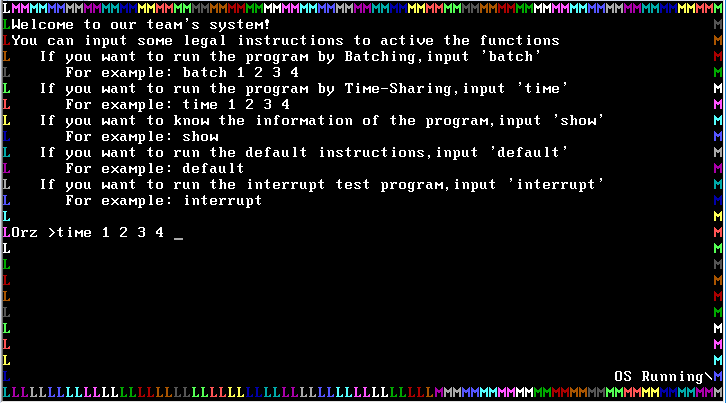 Welcome to our team's system!
You can input some legal instructions to active the functions
If you want to run the program by Batching,input 'batch'
For example: batch 1 2 3 4
If you want to run the program by Time-Sharing,input 'time'
For example: time 1 2 3 4
If you want to know the information of the program,input 'show'
For example: show
If you want to run the default instructions,input 'default'
For example: default
If you want to run the interrupt test program,input 'interrupt'
For example: interrupt
Orz >time 1 2 3 4 _
OS Running\